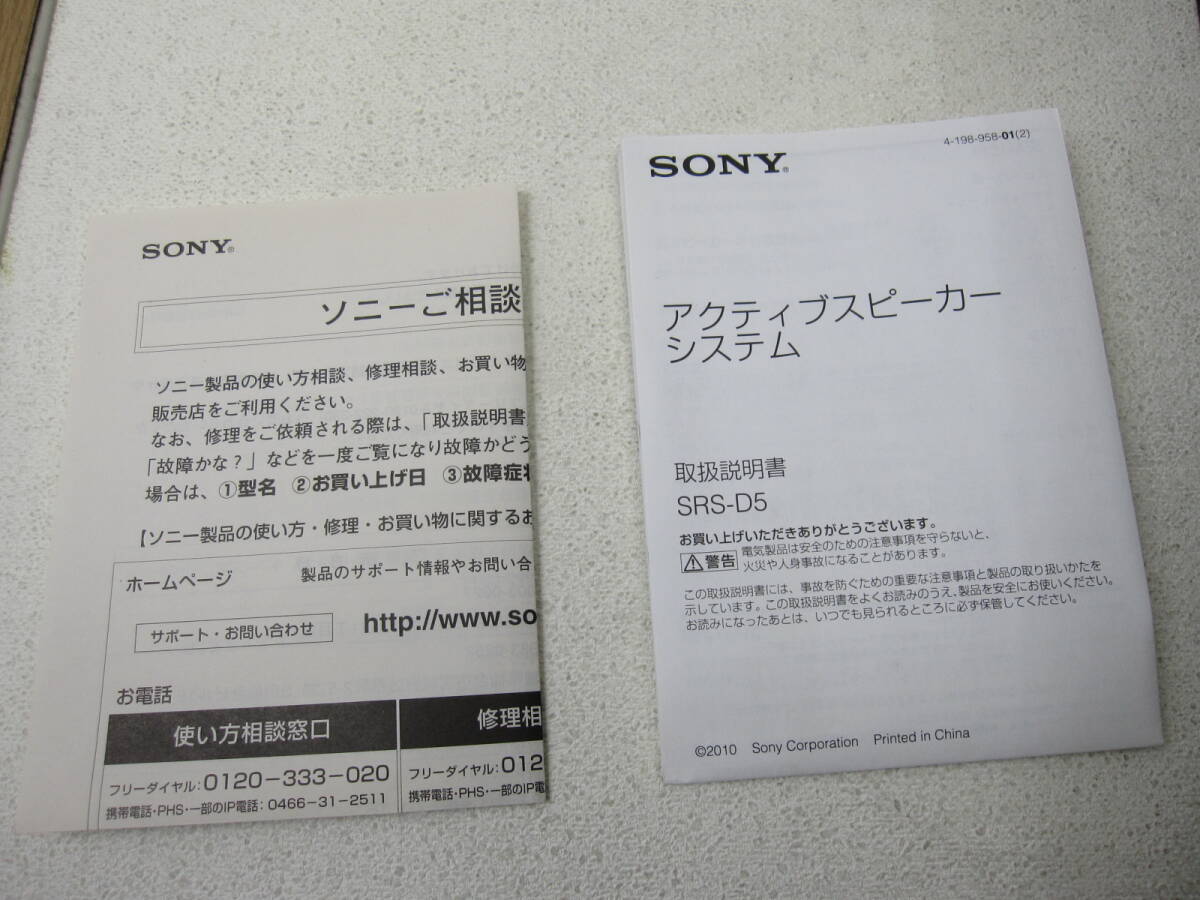 SONY®
ソニーご相談
ソニー製品の使い方相談、修理相談、お買い物
販売店をご利用ください。
なお、修理をご依頼される際は、「取扱説明書
「故障かな？」などを一度ご覧になり故障かどう
場合は、①型名 ②お買い上げ日 ③故障症状
【ソニー製品の使い方・修理・お買い物に関するお
ホームページ 製品のサポート情報やお問い合
サポート・お問い合わせ http://www.so
お電話
使い方相談窓口 修理相
フリーダイヤル：0120－333－020 フリーダイヤル：012
携帯電話・PHS・一部のIP電話：0466－31－2511 携帯電話・PHS・一部のIP電
4-198-958-01(2)
SONY®
アクティブスピーカー
システム
取扱説明書
SRS-D5
お買い上げいただきありがとうございます。
⚠警告 電気製品は安全のための注意事項を守らないと、
火災や人身事故になることがあります。
この取扱説明書には、事故を防ぐための重要な注意事項と製品の取り扱いかたを
示しています。この取扱説明書をよくお読みのうえ、製品を安全にお使いください。
お読みになったあとは、いつでも見られるところに必ず保管してください。
©2010 Sony Corporation Printed in China